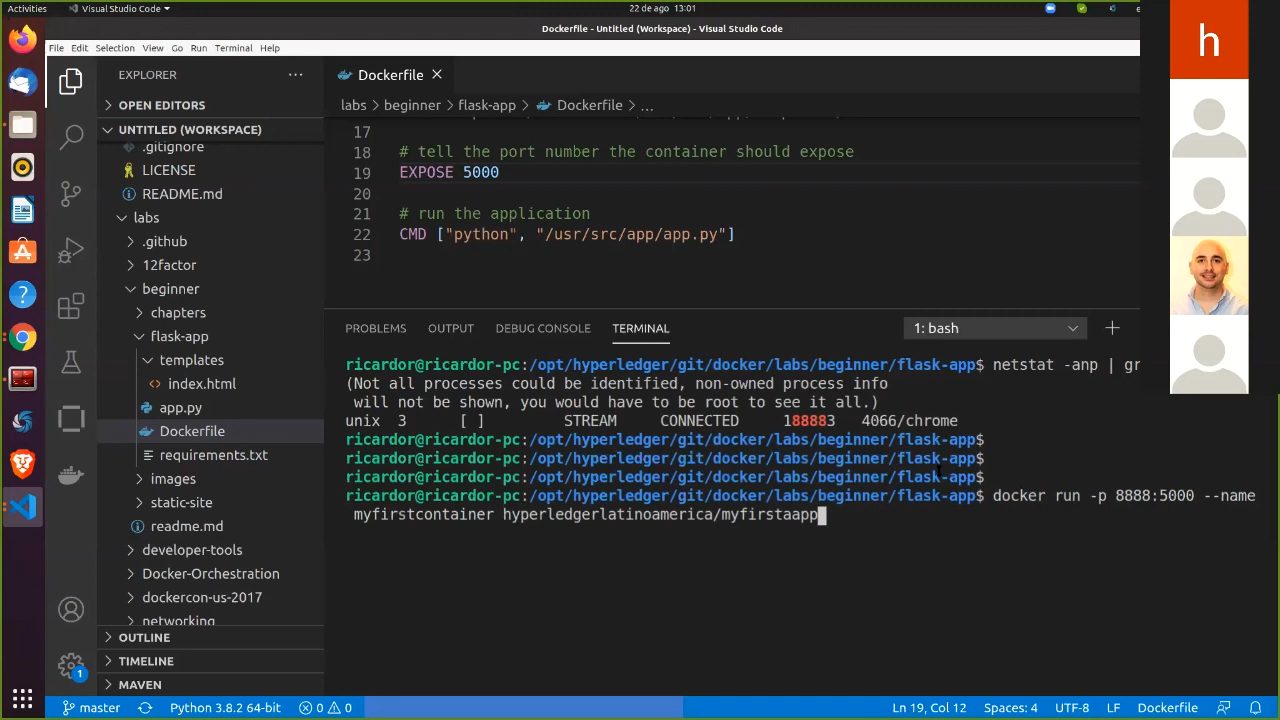 Activities
Visual Studio Code
22 de ago 13:01
Dockerfile - Untitled (Workspace) - Visual Studio Code
File Edit Selection View Go Run Terminal Help
h
EXPLORER
OPEN EDITORS
UNTITLED (WORKSPACE)
.gitignore
LICENSE
README.md
labs
.github
12factor
beginner
chapters
flask-app
templates
index.html
app.py
Dockerfile
requirements.txt
images
static-site
readme.md
developer-tools
Docker-Orchestration
dockercon-us-2017
networking
OUTLINE
TIMELINE
MAVEN
Dockerfile
labs > beginner > flask-app > Dockerfile > ...
17
18 # tell the port number the container should expose
19 EXPOSE 5000
20
21 # run the application
22 CMD ["python", "/usr/src/app/app.py"]
23
PROBLEMS OUTPUT DEBUG CONSOLE TERMINAL 1: bash
ricardor@ricardor-pc:/opt/hyperledger/git/docker/labs/beginner/flask-app$ netstat -anp | gr
(Not all processes could be identified, non-owned process info
will not be shown, you would have to be root to see it all.)
unix 3 [ ] STREAM CONNECTED 188883 4066/chrome
ricardor@ricardor-pc:/opt/hyperledger/git/docker/labs/beginner/flask-app$
ricardor@ricardor-pc:/opt/hyperledger/git/docker/labs/beginner/flask-app$
ricardor@ricardor-pc:/opt/hyperledger/git/docker/labs/beginner/flask-app$
ricardor@ricardor-pc:/opt/hyperledger/git/docker/labs/beginner/flask-app$ docker run -p 8888:5000 --name
myfirstcontainer hyperledgerlatinoamerica/myfirstaapp
1
master Python 3.8.2 64-bit 0 0 Ln 19, Col 12 Spaces: 4 UTF-8 LF Dockerfile